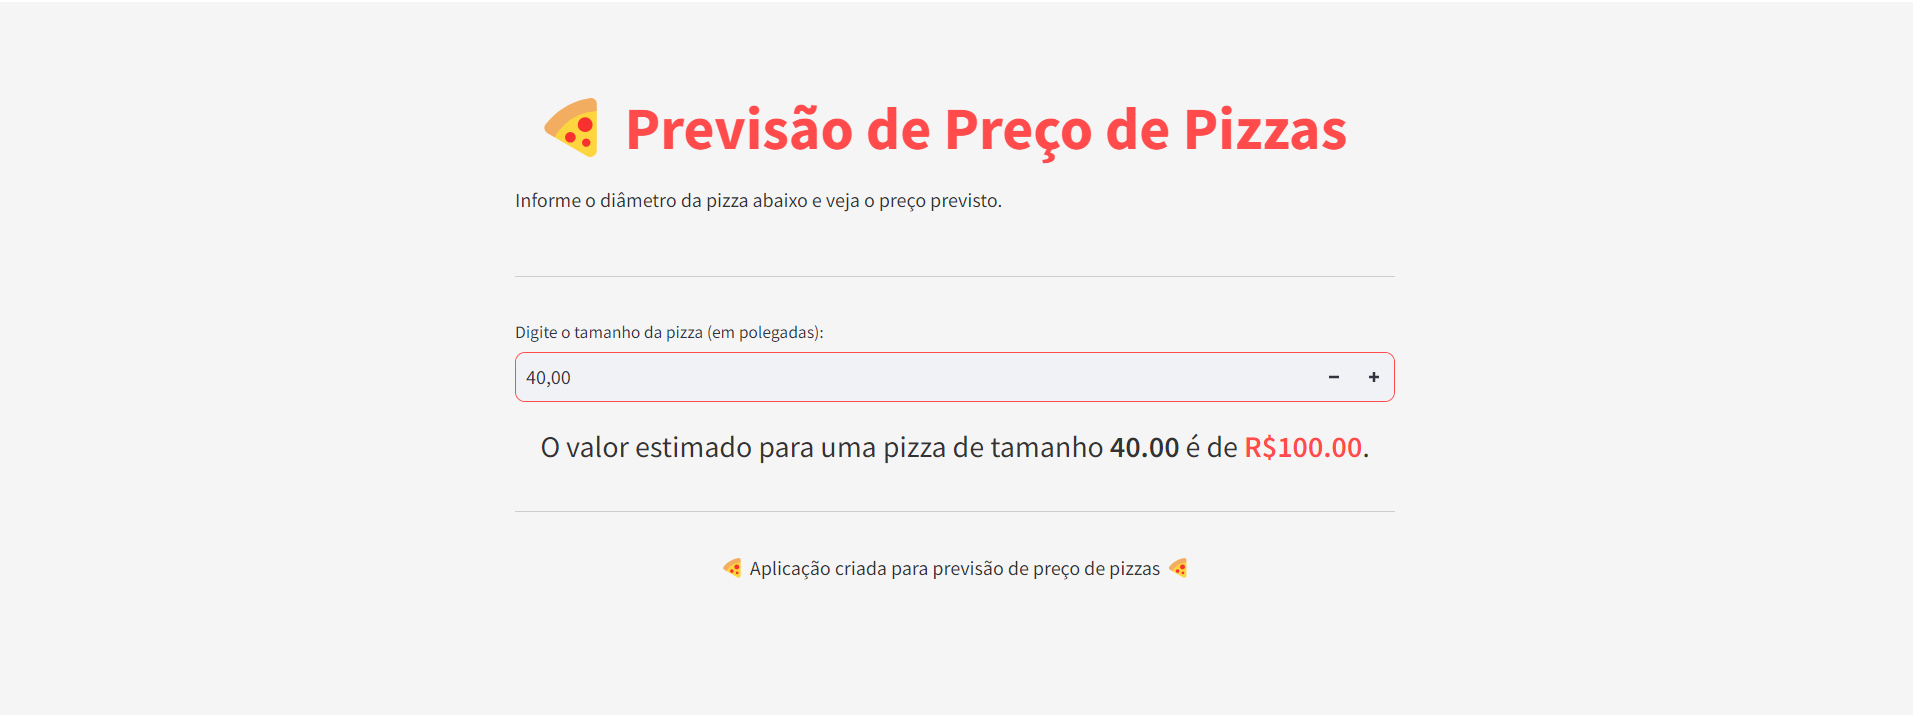 Previsão de Preço de Pizzas
Informe o diâmetro da pizza abaixo e veja o preço previsto.
Digite o tamanho da pizza (em polegadas):
40,00
O valor estimado para uma pizza de tamanho 40.00 é de R$100.00.
Aplicação criada para previsão de preço de pizzas